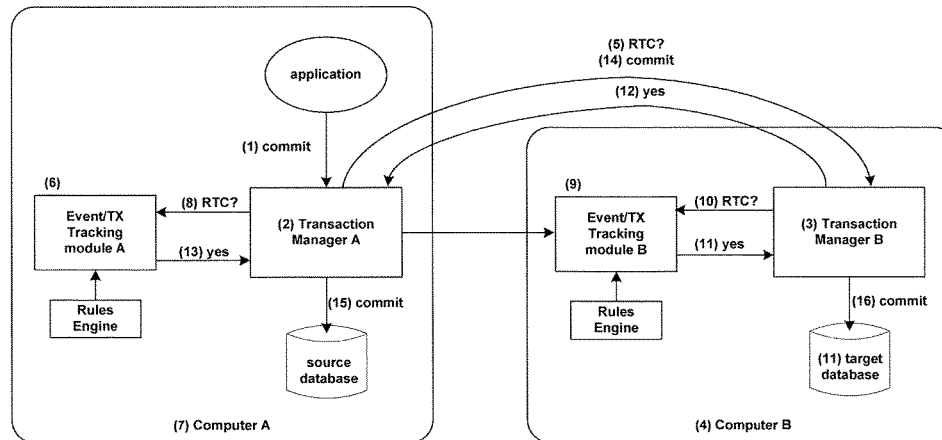 (5) RTC?
(14) commit
(12) yes
application
(1) commit
(6)
Event/TX
Tracking
module A
(8) RTC?
(13) yes
(2) Transaction
Manager A
Rules
Engine
(15) commit
source
database
(7) Computer A
(9)
Event/TX
Tracking
module B
(10) RTC?
(11) yes
(3) Transaction
Manager B
Rules
Engine
(16) commit
(11) target
database
(4) Computer B